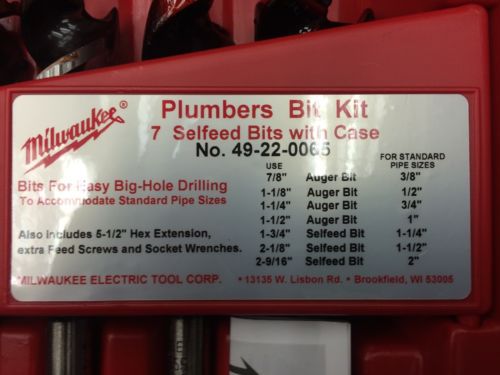 Milwaukee®
Plumbers Bit Kit
7 Selfeed Bits with Case
No. 49-22-0065
Bits For Easy Big-Hole Drilling
To Accommodate Standard Pipe Sizes
Also Includes 5-1/2" Hex Extension,
extra Feed Screws and Socket Wrenches.
USE FOR STANDARD PIPE SIZES
7/8" Auger Bit 3/8"
1-1/8" Auger Bit 1/2"
1-1/4" Auger Bit 3/4"
1-1/2" Auger Bit 1"
1-3/4" Selfeed Bit 1-1/4"
2-1/8" Selfeed Bit 1-1/2"
2-9/16" Selfeed Bit 2"
MILWAUKEE ELECTRIC TOOL CORP. • 13135 W. Lisbon Rd. • Brookfield, WI 53005